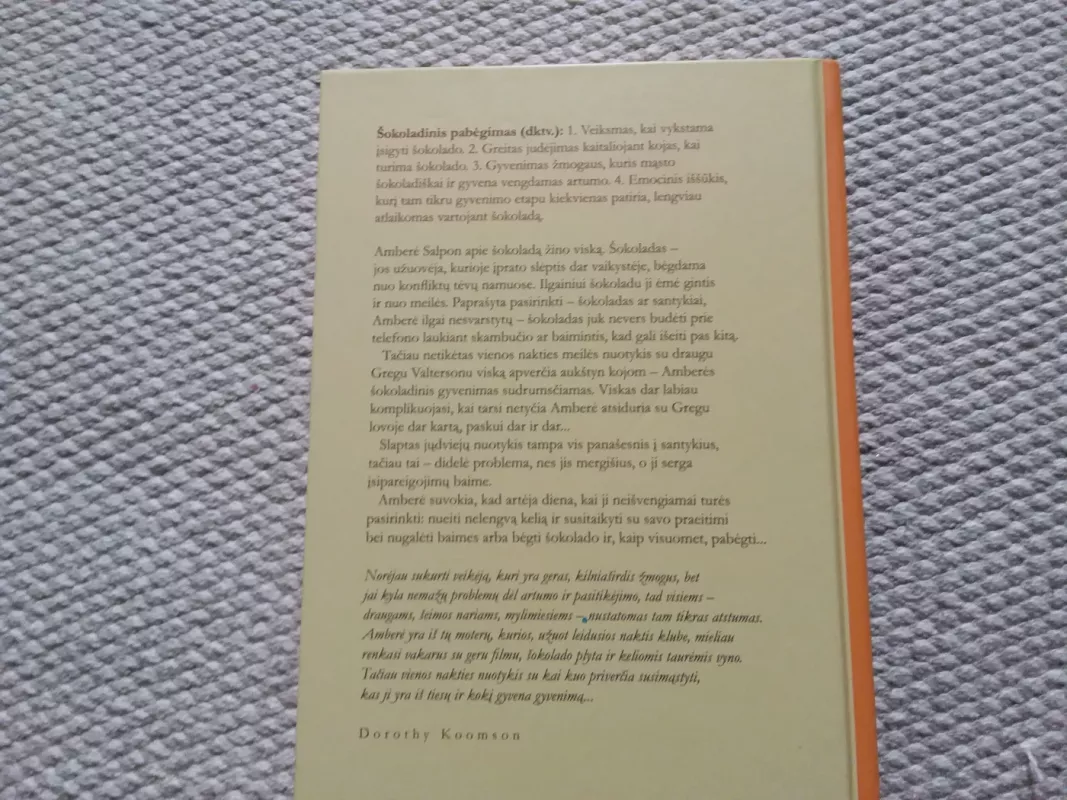 Šokoladinis pabėgimas (dktv.): 1. Veiksmas, kai vykstama
įsigyti šokolado. 2. Greitas judėjimas kaitaliojant kojas, kai
turima šokolado. 3. Gyvenimas žmogaus, kuris mąsto
šokoladiškai ir gyvena vengdamas artumo. 4. Emocinis iššūkis,
kurį tam tikru gyvenimo etapu kiekvienas patiria, lengviau
atlaikomas vartojant šokoladą.
Amberė Salpon apie šokoladą žino viską. Šokoladas –
jos užuovėja, kurioje įprato slėptis dar vaikystėje, bėgdama
nuo konfliktų tėvų namuose. Ilgainiui šokoladu ji ėmė gintis
ir nuo meilės. Paprašyta pasirinkti – šokoladas ar santykiai,
Amberė ilgai nesvarstytų – šokoladas juk nevers budėti prie
telefono laukiant skambučio ar baimintis, kad gali išeiti pas kitą.
Tačiau netikėtas vienos nakties meilės nuotykis su draugu
Gregu Valtersonu viską apverčia aukštyn kojom – Amberės
šokoladinis gyvenimas sudrumsčiamas. Viskas dar labiau
komplikuojasi, kai tarsi netyčia Amberė atsiduria su Gregu
lovoje dar kartą, paskui dar ir dar...
Slaptas judviejų nuotykis tampa vis panašesnis į santykius,
tačiau tai – didelė problema, nes jis mergišius, o ji serga
įsipareigojimų baime.
Amberė suvokia, kad artėja diena, kai ji neišvengiamai turės
pasirinkti: nueiti nelengvą kelią ir susitaikyti su savo praeitimi
bei nugalėti baimes arba bėgti šokolado ir, kaip visuomet, pabėgti...
Norėjau sukurti veikėją, kuri yra geras, kilniaširdis žmogus, bet
jai kyla nemažų problemų dėl artumo ir pasitikėjimo, tad visiems –
draugams, šeimos nariams, mylimiesiems – nustatomas tam tikras atstumas.
Amberė yra iš tų moterų, kurios, užuot leidusios naktis klube, mieliau
renkasi vakarus su geru filmu, šokolado plyta ir keliomis taurėmis vyno.
Tačiau vienos nakties nuotykis su kai kuo priverčia susimąstyti,
kas ji yra iš tiesų ir kokį gyvena gyvenimą...
Dorothy Koomson